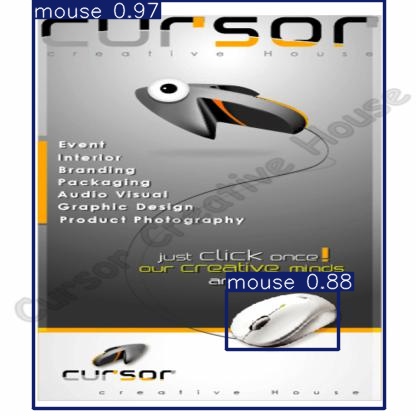 mouse 0.97
cursor
creative House
Event
Interior
Branding
Packaging
Audio Visual
Graphic Design
Product Photography
just click once!
our creative minds
mouse 0.88
cursor
creative House
Cursor Creative House